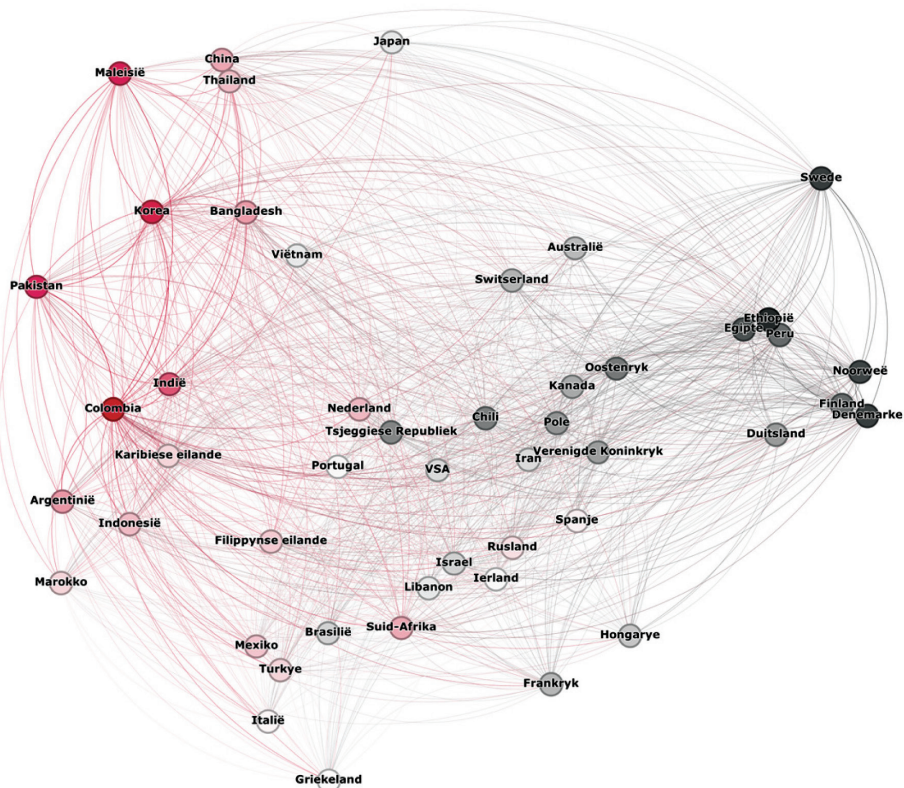 Japan
China
Maleisië
Thailand
Swede
Korea
Bangladesh
Viëtnam
Australië
Switserland
Pakistan
Ethiopië
Egipte
Peru
Oostenryk
Noorweë
Indië
Kanada
Colombia
Nederland
Finland
Denemarke
Chili
Pole
Tsjeggiese Republiek
Duitsland
Karibiese eilande
Verenigde Koninkryk
Iran
Portugal
VSA
Argentinië
Indonesië
Spanje
Filippynse eilande
Rusland
Israel
Ierland
Marokko
Libanon
Brasilië
Suid-Afrika
Hongarye
Mexiko
Turkye
Frankryk
Italië
Griekeland